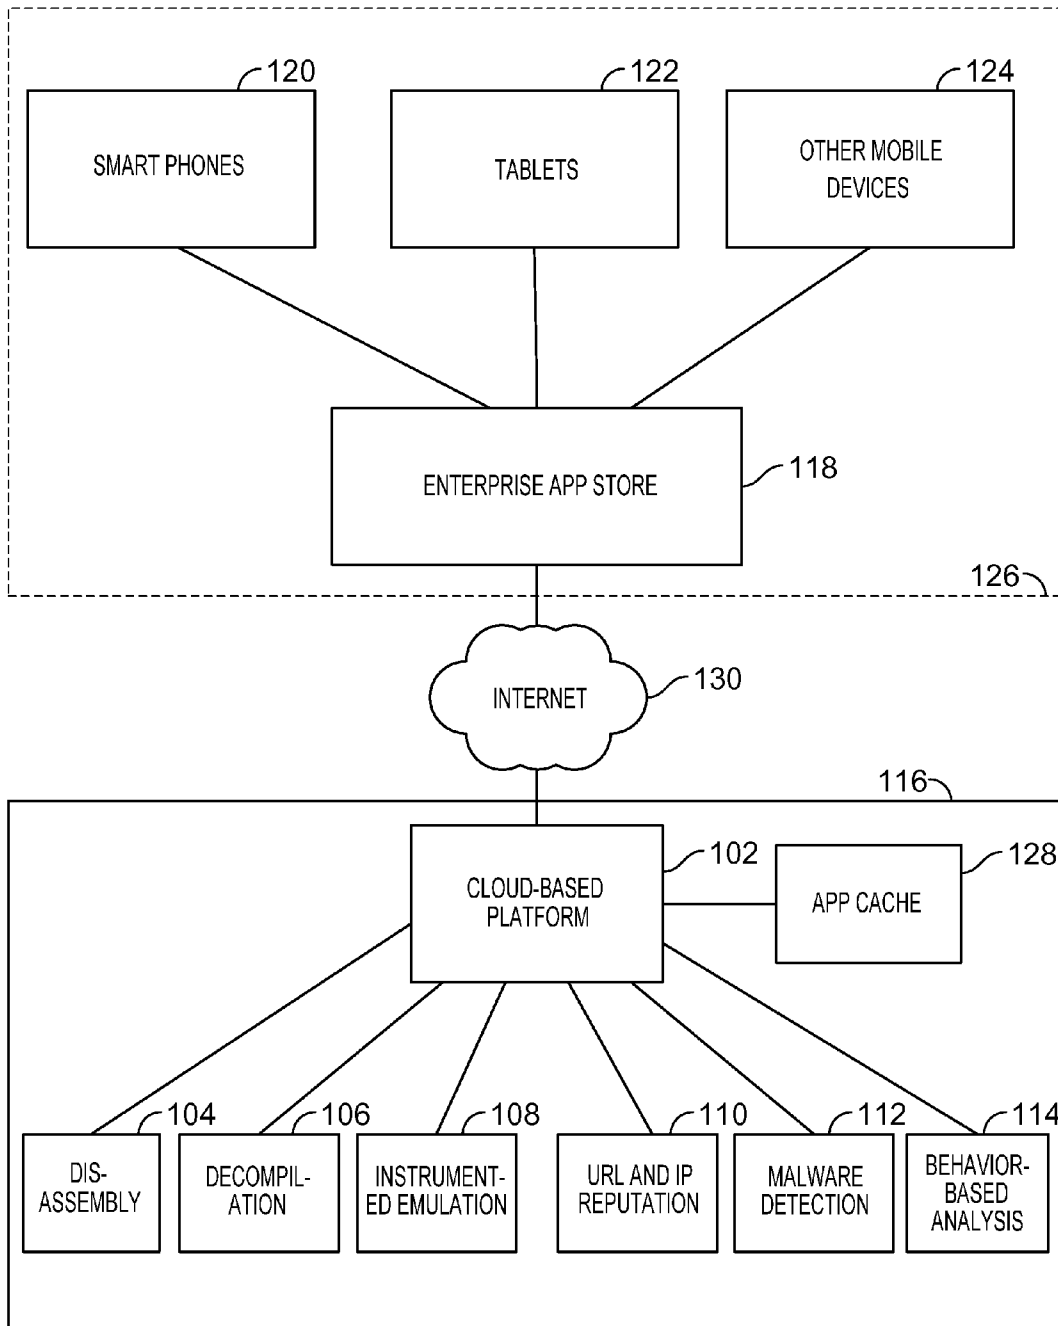 120
122
124
SMART PHONES
TABLETS
OTHER MOBILE
DEVICES
ENTERPRISE APP STORE
118
126
INTERNET
130
116
CLOUD-BASED
PLATFORM
102
APP CACHE
128
104
106
108
110
112
114
DIS-
ASSEMBLY
DECOMPIL-
ATION
INSTRUMENT-
ED EMULATION
URL AND IP
REPUTATION
MALWARE
DETECTION
BEHAVIOR-
BASED
ANALYSIS